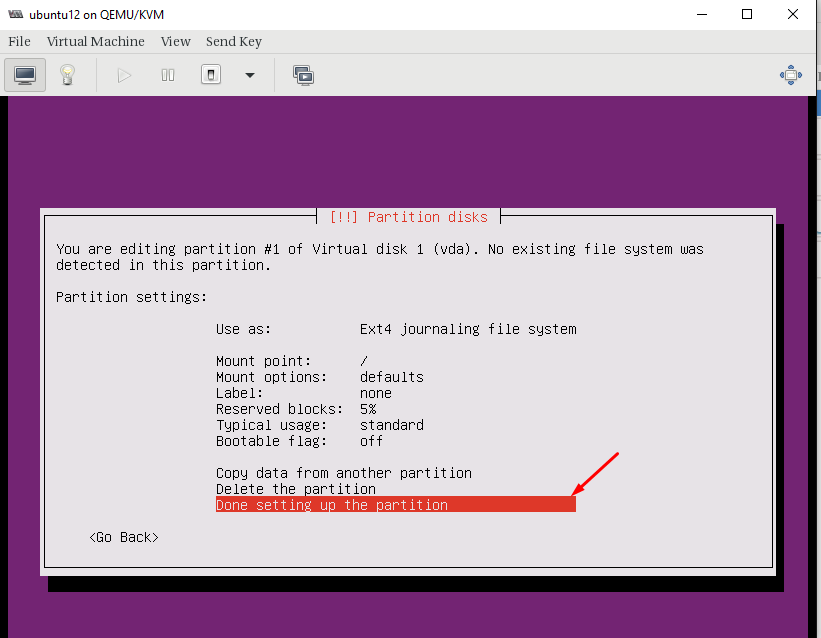 ubuntu12 on QEMU/KVM
File Virtual Machine View Send Key
[!!] Partition disks
You are editing partition #1 of Virtual disk 1 (vda). No existing file system was
detected in this partition.
Partition settings:
Use as: Ext4 journaling file system
Mount point: /
Mount options: defaults
Label: none
Reserved blocks: 5%
Typical usage: standard
Bootable flag: off
Copy data from another partition
Delete the partition
Done setting up the partition
<Go Back>